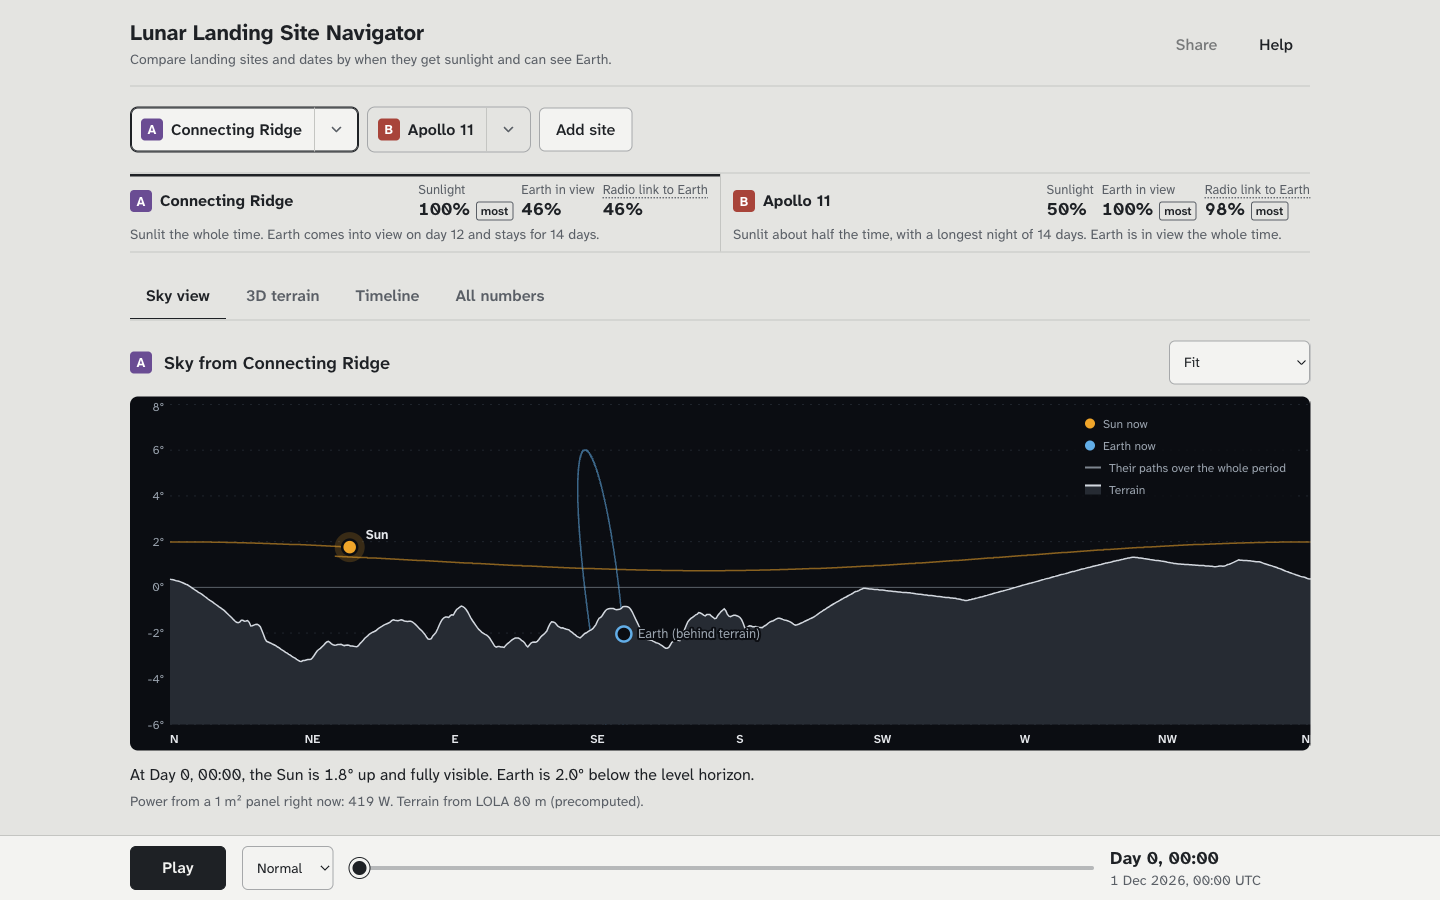 Lunar Landing Site Navigator
Compare landing sites and dates by when they get sunlight and can see Earth.
Share
Help
A Connecting Ridge
B Apollo 11
Add site
A Connecting Ridge
Sunlight
100% most
Earth in view
46%
Radio link to Earth
46%
Sunlit the whole time. Earth comes into view on day 12 and stays for 14 days.
B Apollo 11
Sunlight
50%
Earth in view
100% most
Radio link to Earth
98% most
Sunlit about half the time, with a longest night of 14 days. Earth is in view the whole time.
Sky view
3D terrain
Timeline
All numbers
A Sky from Connecting Ridge
Fit
8°
6°
4°
2°
0°
-2°
-4°
-6°
Sun now
Earth now
Their paths over the whole period
Terrain
Sun
Earth (behind terrain)
N NE E SE S SW W NW N
At Day 0, 00:00, the Sun is 1.8° up and fully visible. Earth is 2.0° below the level horizon.
Power from a 1 m² panel right now: 419 W. Terrain from LOLA 80 m (precomputed).
Play
Normal
Day 0, 00:00
1 Dec 2026, 00:00 UTC